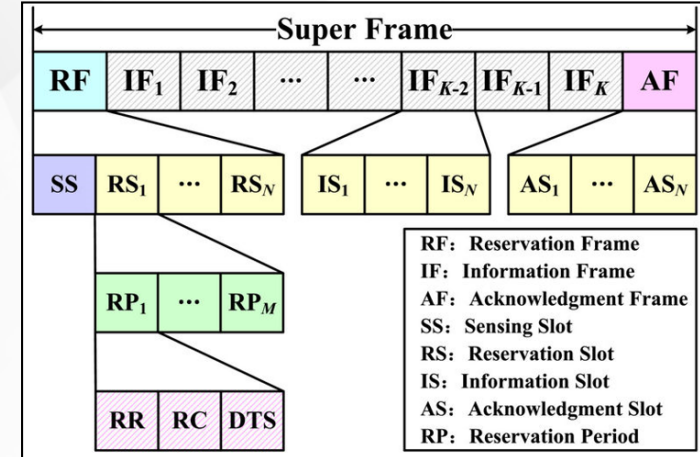 Super Frame
RF IF1 IF2 ... ... IFK-2 IFK-1 IFK AF
SS RS1 ... RSN IS1 ... ISN AS1 ... ASN
RP1 ... RPM
RR RC DTS
RF: Reservation Frame
IF: Information Frame
AF: Acknowledgment Frame
SS: Sensing Slot
RS: Reservation Slot
IS: Information Slot
AS: Acknowledgment Slot
RP: Reservation Period